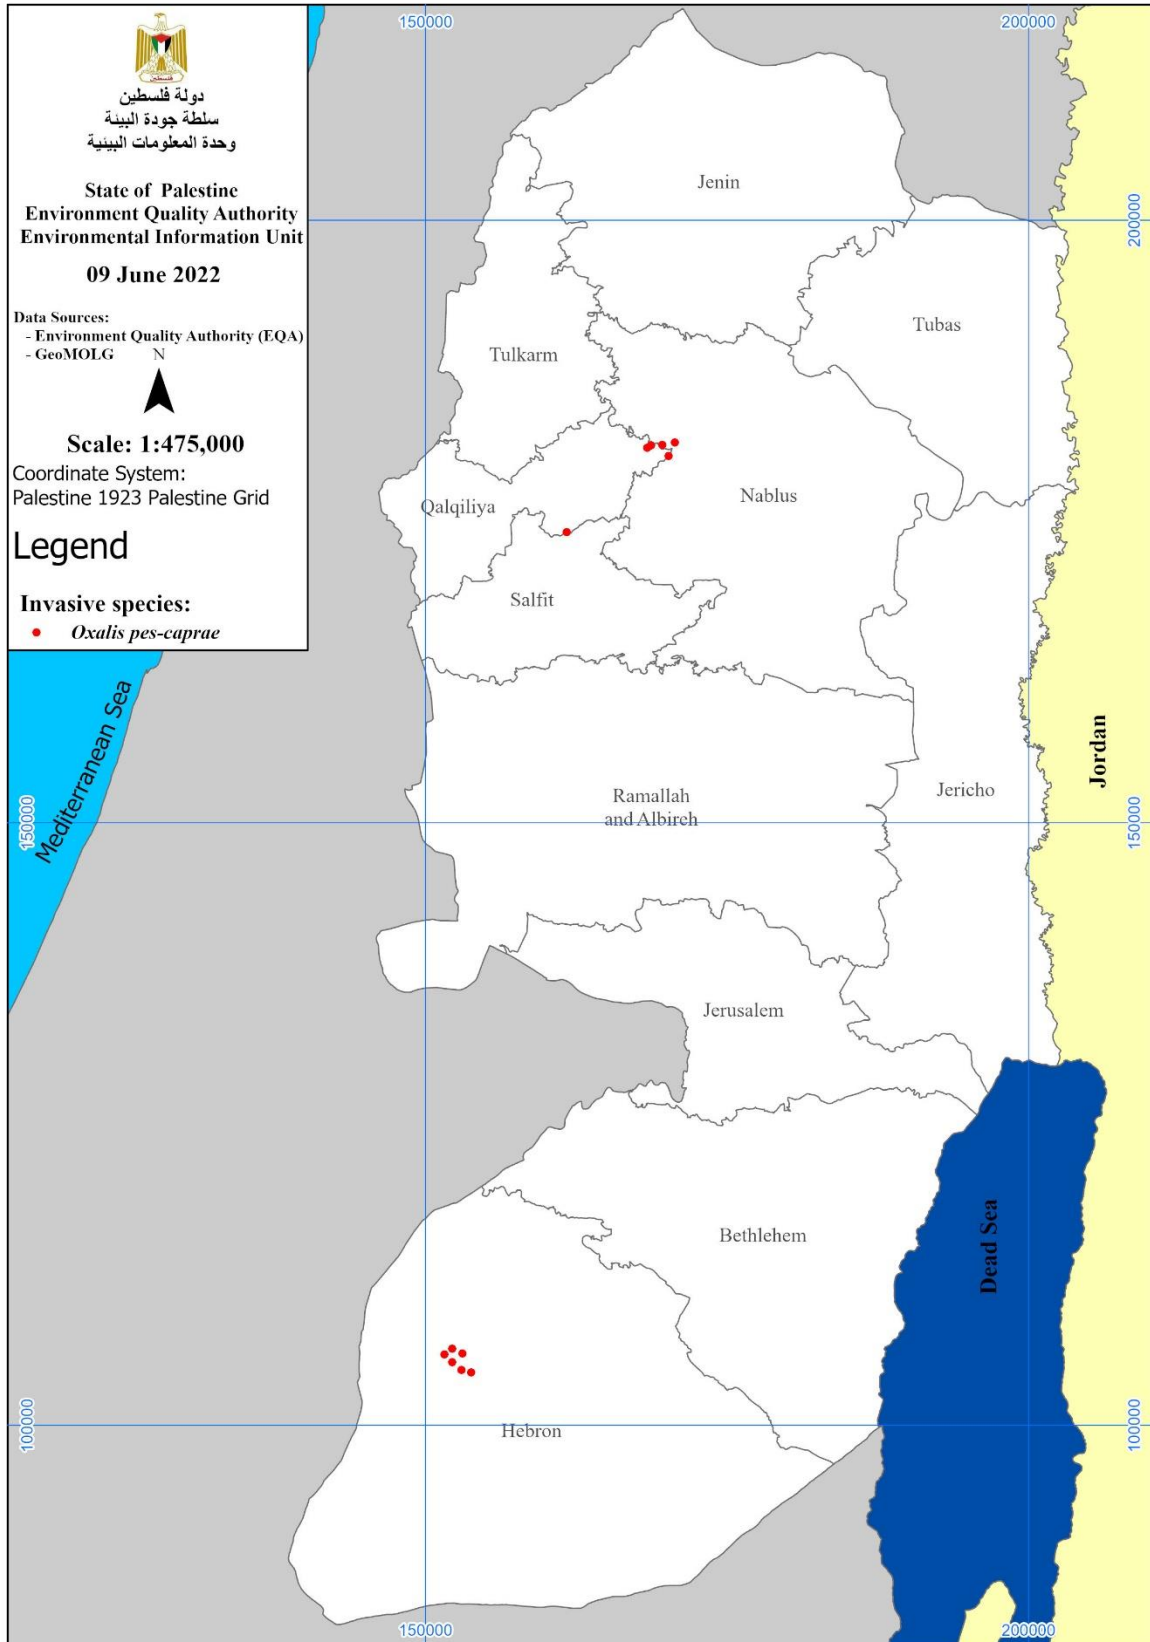 دولة فلسطين
سلطة جودة البيئة
وحدة المعلومات البيئية
State of Palestine
Environment Quality Authority
Environmental Information Unit
09 June 2022
Data Sources:
- Environment Quality Authority (EQA)
- GeoMOLG
N
Scale: 1:475,000
Coordinate System:
Palestine 1923 Palestine Grid
Legend
Invasive species:
Oxalis pes-caprae
150000
200000
Jenin
200000
Tubas
Tulkarm
Nablus
Qalqiliya
Salfit
Mediterranean Sea
Jordan
Jericho
Ramallah
and Albireh
150000
150000
Jerusalem
Bethlehem
Dead Sea
100000
Hebron
100000
150000
200000